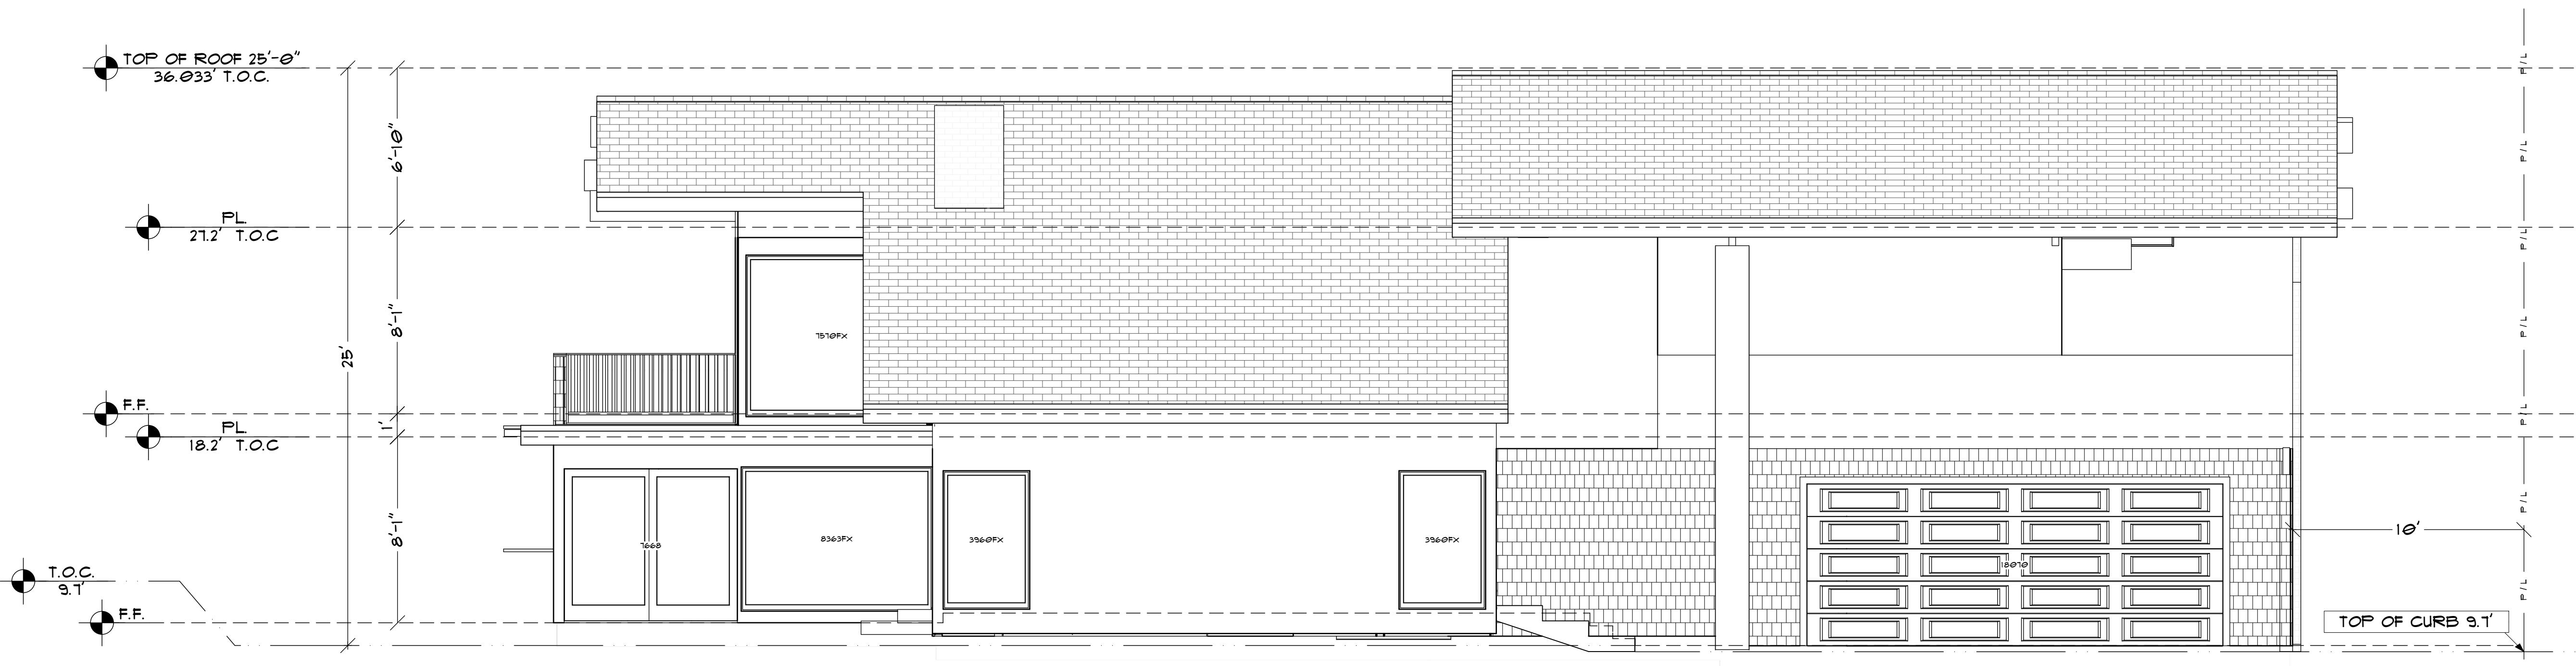 TOP OF ROOF 25'-0"
36.033' T.O.C.
P/L
6'-10"
P/L
PL.
27.2' T.O.C
P/L
8'-1"
7570FX
P/L
25'
F.F.
P/L
1'
PL.
18.2' T.O.C
P/L
8'-1"
10'
7668
8363FX
3960FX
3960FX
18070
T.O.C.
9.7'
P/L
F.F.
TOP OF CURB 9.7'